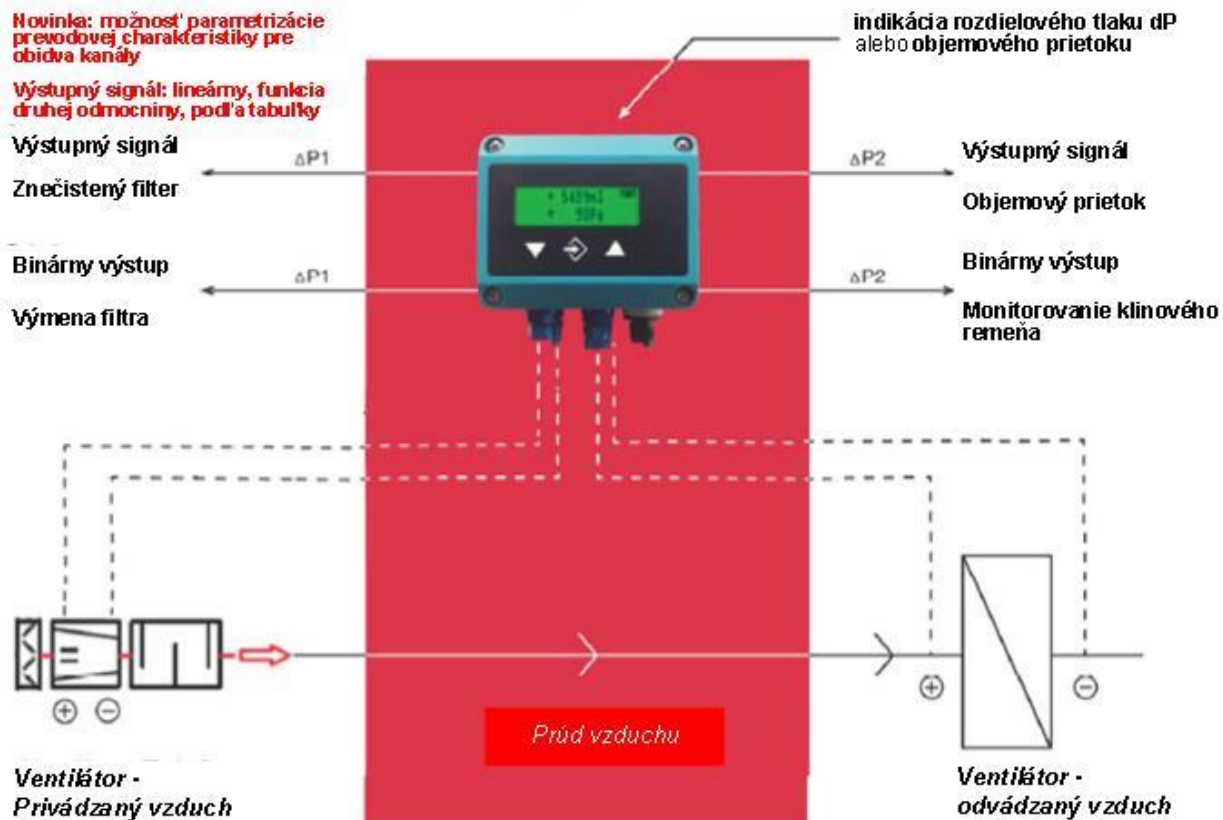 Novinka: možnosť parametrizácie
prevodovej charakteristiky pre
obidva kanály
Výstupný signál: lineárny, funkcia
druhej odmocniny, podľa tabuľky
indikácia rozdielového tlaku dP
alebo objemového prietoku
Výstupný signál
ΔP1
ΔP2
Výstupný signál
Znečistený filter
Objemový prietok
Binárny výstup
ΔP1
ΔP2
Binárny výstup
Výmena filtra
Monitorovanie klinového
remeňa
+ −
+ −
Prúd vzduchu
Ventilátor -
Privádzaný vzduch
Ventilátor -
odvádzaný vzduch